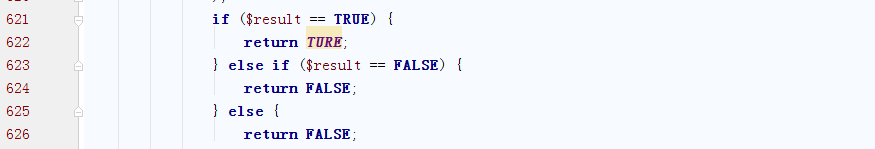 621 if ($result == TRUE) {
622 return TURE;
623 } else if ($result == FALSE) {
624 return FALSE;
625 } else {
626 return FALSE;